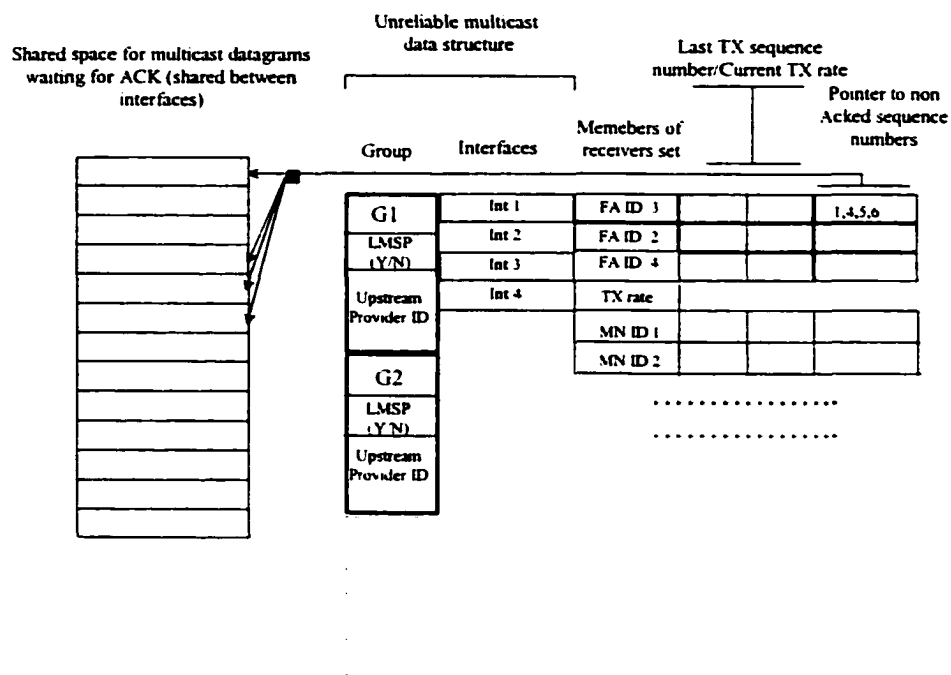 Unreliable multicast
data structure
Shared space for multicast datagrams
waiting for ACK (shared between
interfaces)
Last TX sequence
number/Current TX rate
Pointer to non
Acked sequence
numbers
Group
Interfaces
Memebers of
receivers set
G1
Int 1
FA ID 3
1,4,5,6
LMSP
(Y/N)
Int 2
FA ID 2
Int 3
FA ID 4
Upstream
Provider ID
Int 4
TX rate
MN ID 1
MN ID 2
G2
LMSP
(Y/N)
Upstream
Provider ID